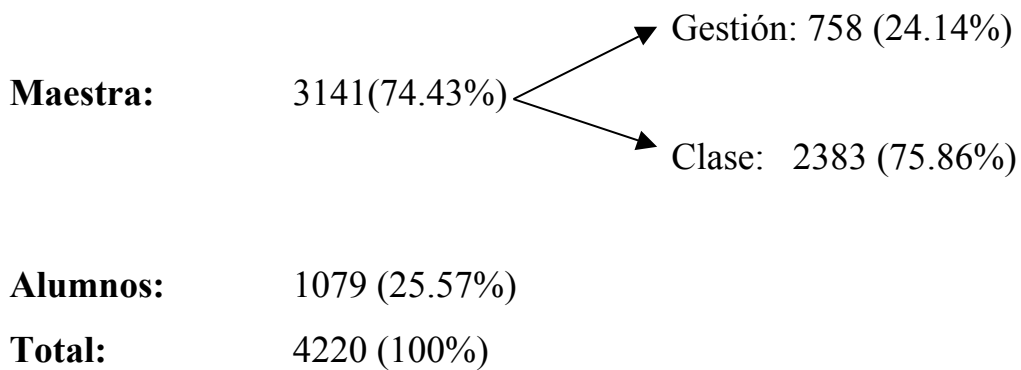 Gestión: 758 (24.14%)
Maestra: 3141(74.43%)
Clase: 2383 (75.86%)
Alumnos: 1079 (25.57%)
Total: 4220 (100%)